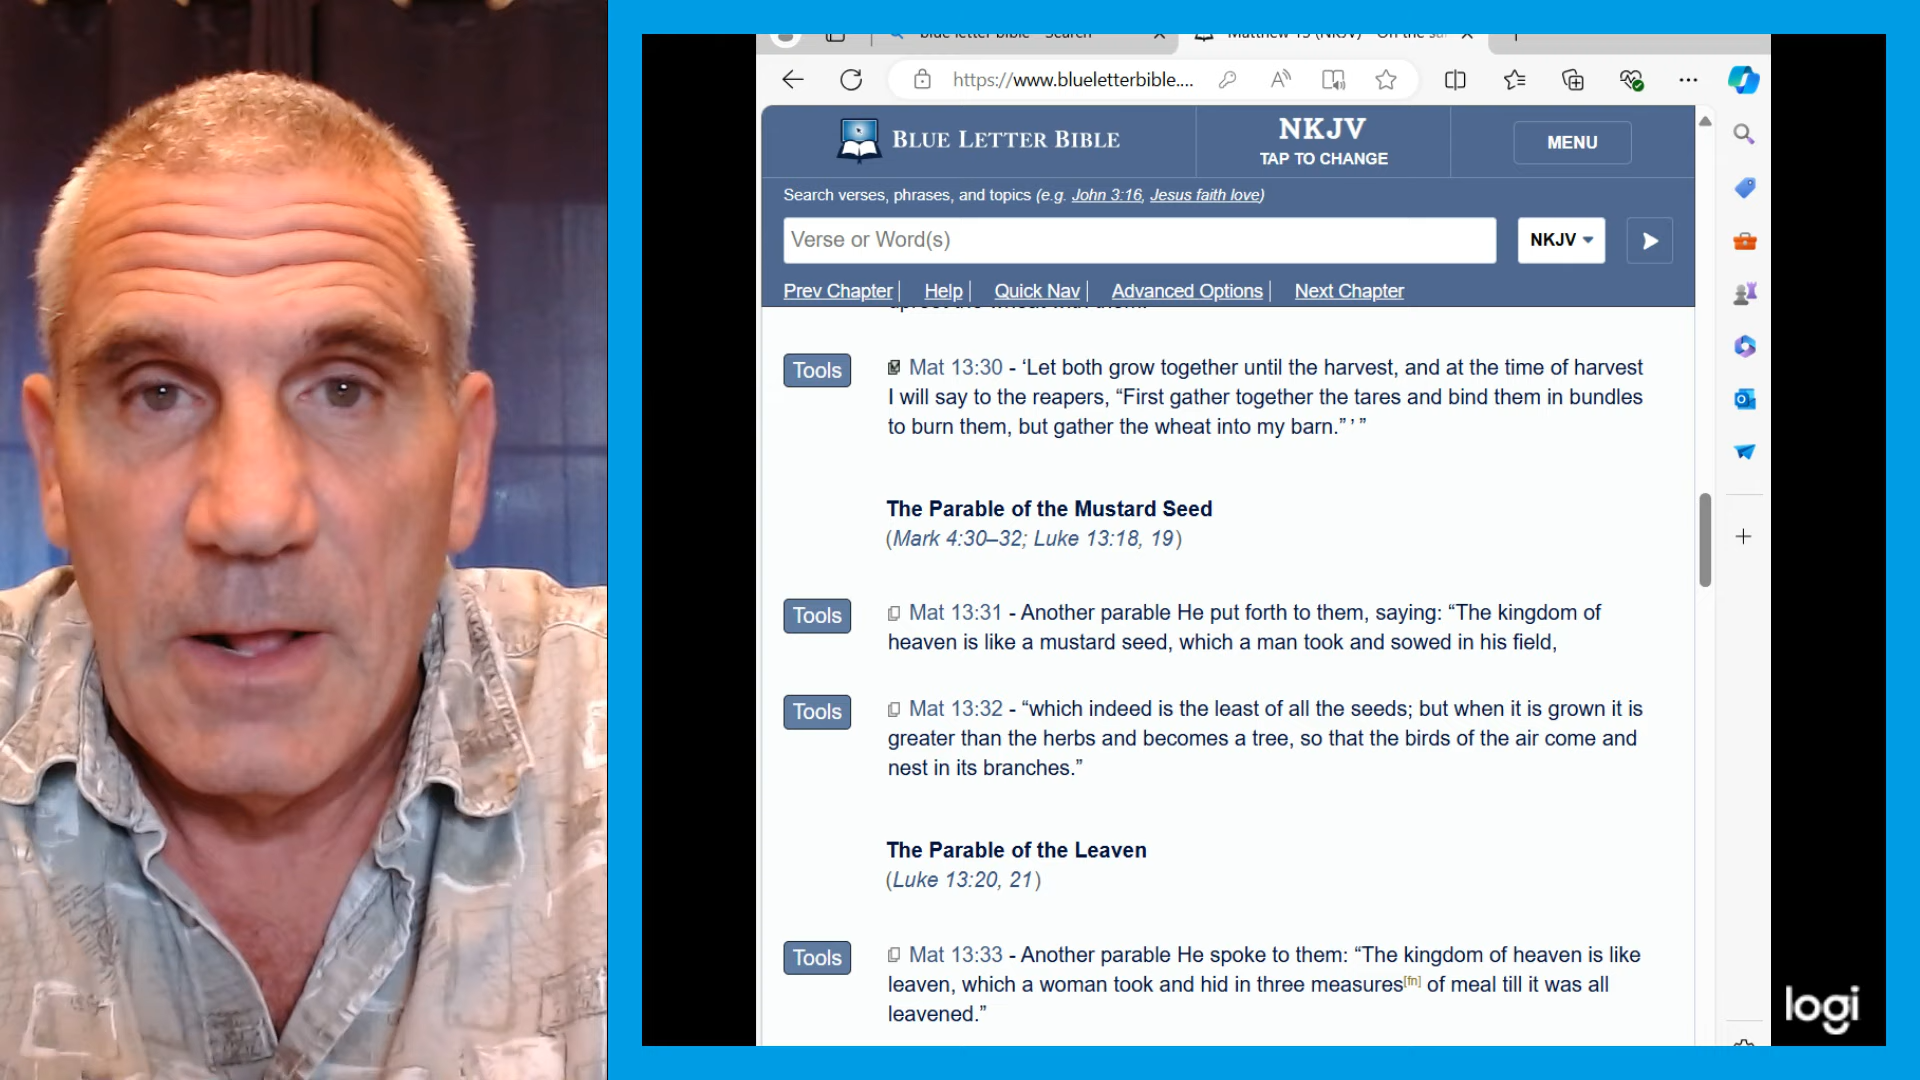 blue letter bible - Search
Matthew 13 (NKJV) - On the sa
https://www.blueletterbible....
BLUE LETTER BIBLE
NKJV
TAP TO CHANGE
MENU
Search verses, phrases, and topics (e.g. John 3:16, Jesus faith love)
Verse or Word(s)
NKJV
Prev Chapter| Help| Quick Nav| Advanced Options| Next Chapter
Tools
Mat 13:30 - ‘Let both grow together until the harvest, and at the time of harvest
I will say to the reapers, “First gather together the tares and bind them in bundles
to burn them, but gather the wheat into my barn.” ’ ”
The Parable of the Mustard Seed
(Mark 4:30–32; Luke 13:18, 19)
Tools
Mat 13:31 - Another parable He put forth to them, saying: “The kingdom of
heaven is like a mustard seed, which a man took and sowed in his field,
Tools
Mat 13:32 - “which indeed is the least of all the seeds; but when it is grown it is
greater than the herbs and becomes a tree, so that the birds of the air come and
nest in its branches.”
The Parable of the Leaven
(Luke 13:20, 21)
Tools
Mat 13:33 - Another parable He spoke to them: “The kingdom of heaven is like
leaven, which a woman took and hid in three measures[fn] of meal till it was all
leavened.”
logi